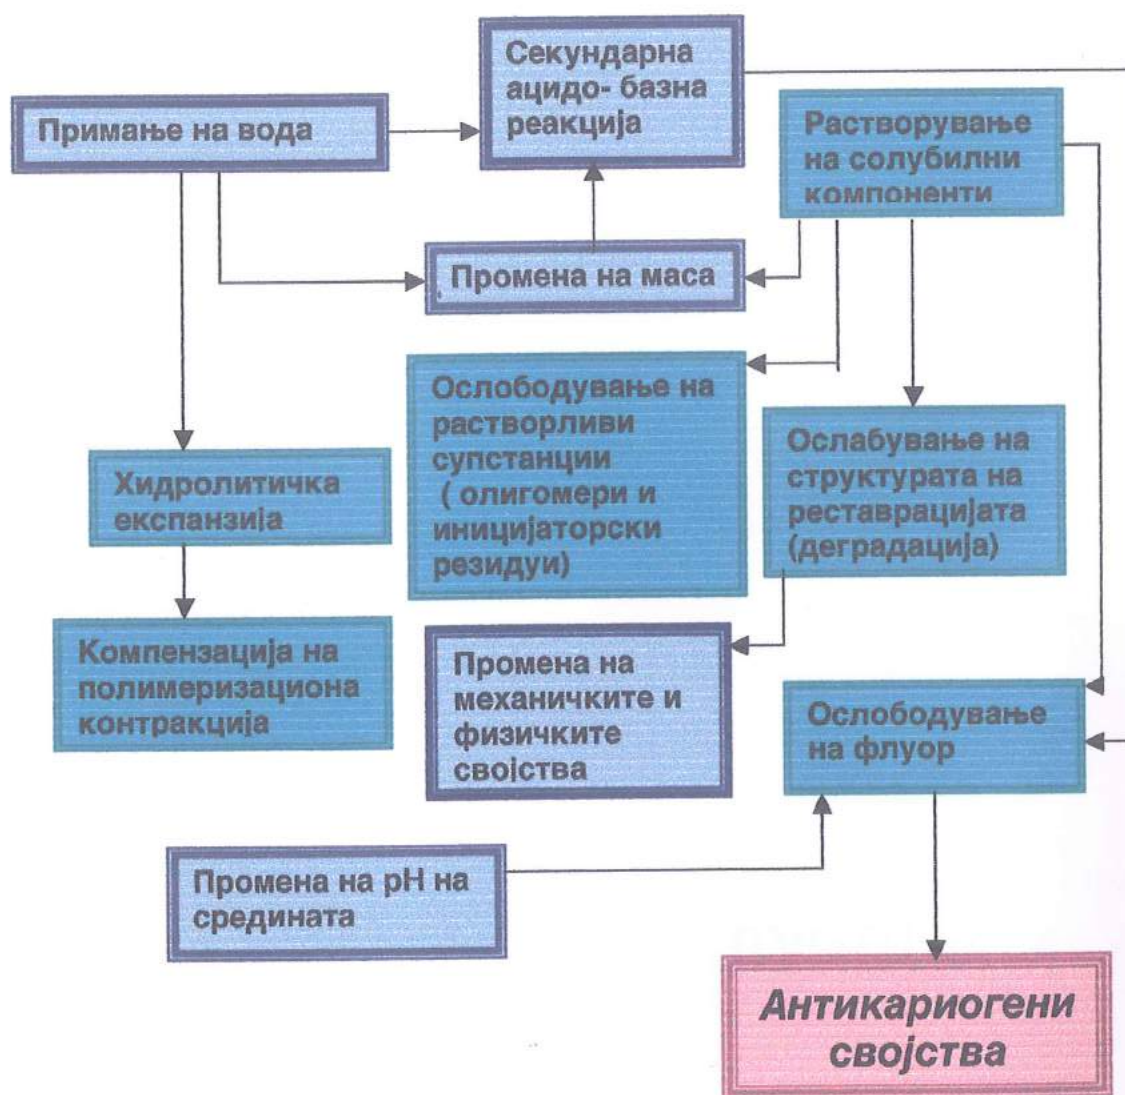 Секундарна
ацидо- базна
реакција
Примање на вода
Растворување
на солубилни
компоненти
Промена на маса
Ослободување на
растворливи
супстанции
( олигомери и
иницијаторски
резидуи)
Ослабување на
структурата на
реставрацијата
(деградација)
Хидролитичка
експанзија
Компензација на
полимеризациона
контракција
Промена на
механичките и
физичките
својства
Ослободување
на флуор
Промена на pH на
средината
Антикариогени
својства